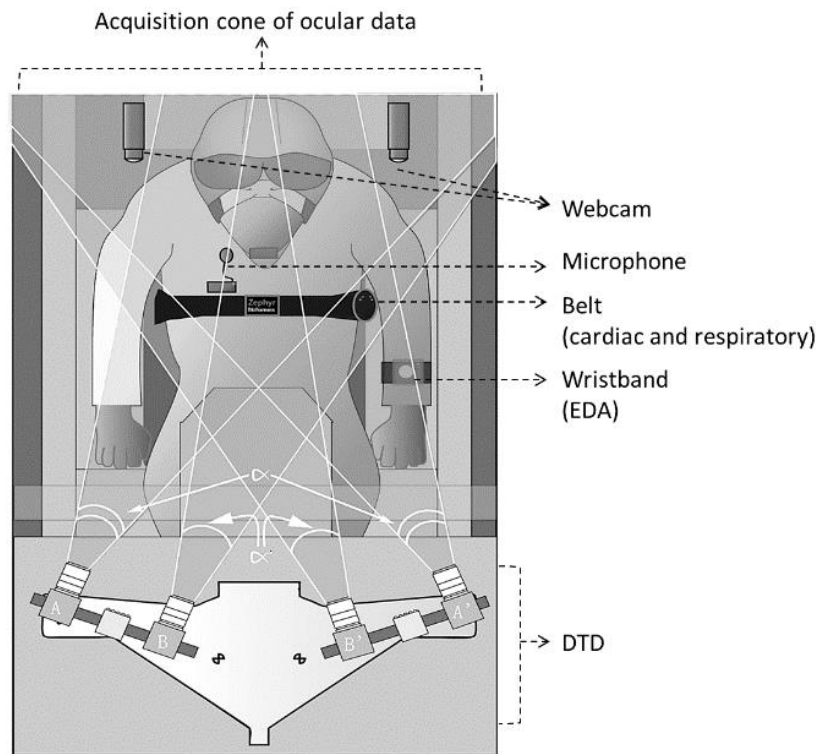 Acquisition cone of ocular data
Webcam
Microphone
Zephyr
Belt
(cardiac and respiratory)
Wristband
(EDA)
∝
∝'
A
B
B'
A'
DTD